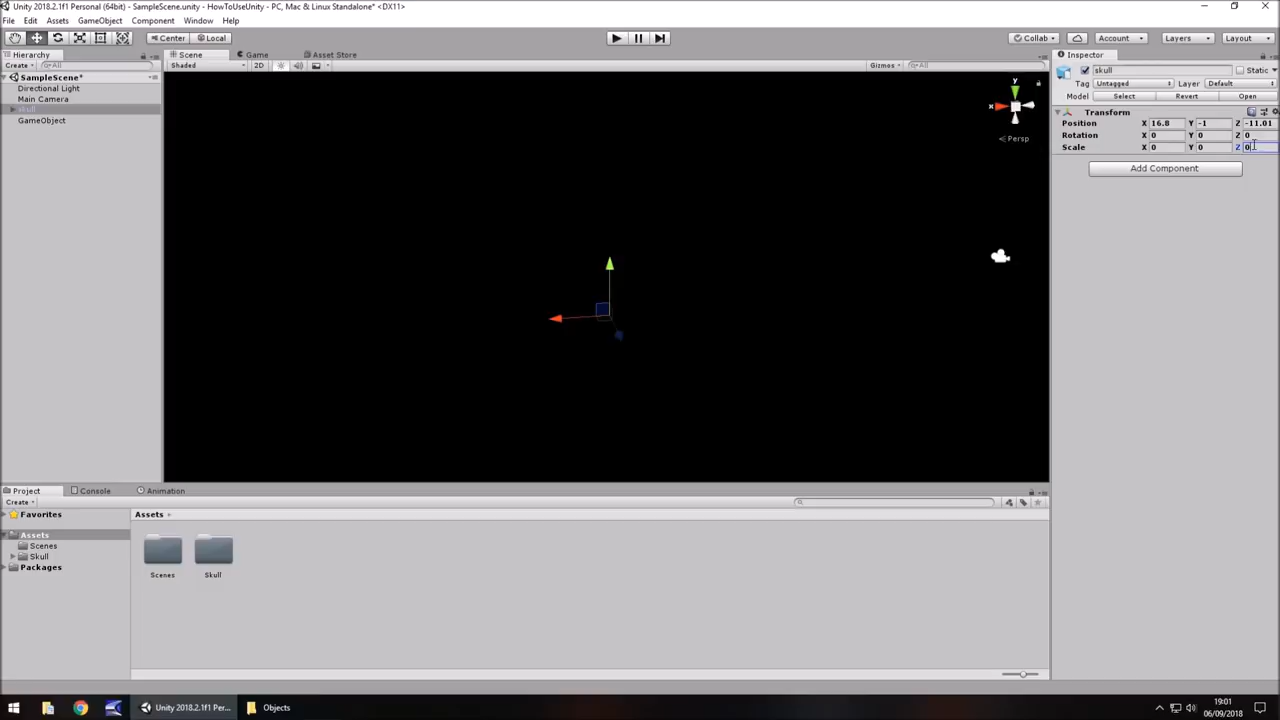 Unity 2018.2.1f1 Personal (64bit) - SampleScene.unity - HowToUseUnity - PC, Mac & Linux Standalone* <DX11>
File Edit Assets GameObject Component Window Help
Center Local
Collab Account Layers Layout
Hierarchy
Create All
SampleScene*
Directional Light
Main Camera
skull
GameObject
Scene Game Asset Store
Shaded 2D Gizmos All
y
x
Persp
Inspector
skull Static
Tag Untagged Layer Default
Model Select Revert Open
Transform
Position X 16.8 Y -1 Z -11.01
Rotation X 0 Y 0 Z 0
Scale X 0 Y 0 Z 0
Add Component
Project Console Animation
Create
Favorites
Assets
Scenes
Skull
Packages
Assets
Scenes Skull
Unity 2018.2.1f1 Per...
Objects
19:01
06/09/2018